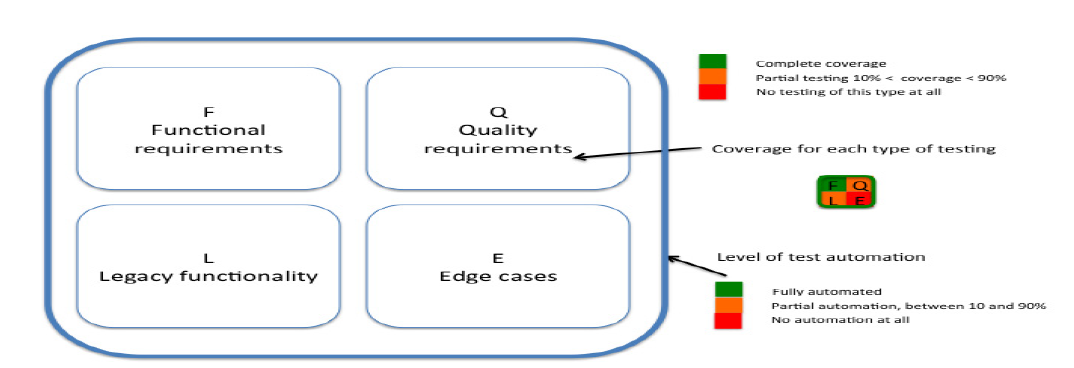 F
Functional
requirements
Q
Quality
requirements
L
Legacy functionality
E
Edge cases
Complete coverage
Partial testing 10% < coverage < 90%
No testing of this type at all
Coverage for each type of testing
F Q
L E
Level of test automation
Fully automated
Partial automation, between 10 and 90%
No automation at all